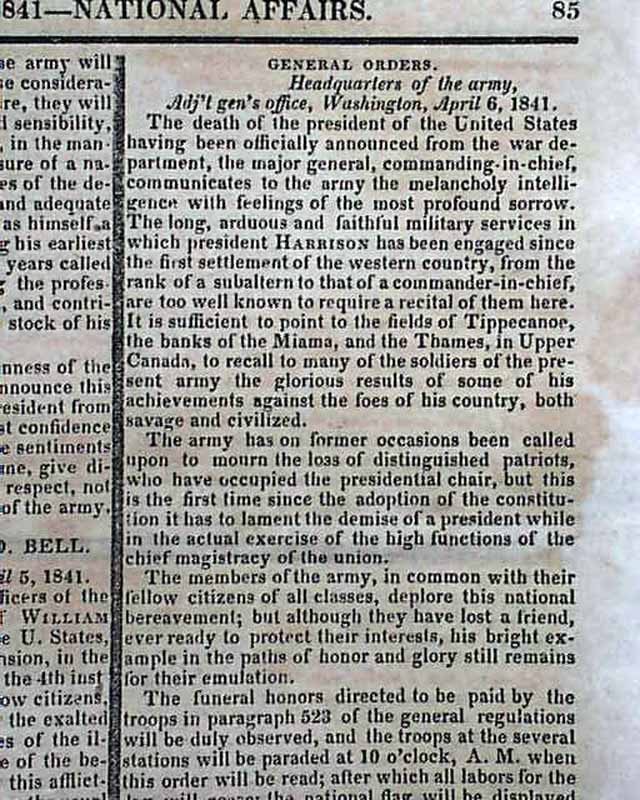 841—NATIONAL AFFAIRS. 85
se army will
se considera-
re, they will
d sensibility,
, in the man-
sure of a na-
es of the de-
and adequate
as himself a
g his earliest
years called
g the profes-
, and contri-
stock of his
nness of the
nnounce this
resident from
st confidence
e sentiments
ane, give di-
respect, not
of the army.
D. BELL.
il 5, 1841.
ficers of the
f WILLIAM
e U. States,
nsion, in the
the 4th inst
ow citizens,
the exalted
es of the il-
e of the be-
this afflict-
GENERAL ORDERS.
Headquarters of the army,
Adj't gen's office, Washington, April 6, 1841.
The death of the president of the United States
having been officially announced from the war de-
partment, the major general, commanding-in-chief,
communicates to the army the melancholy intelli-
gence with feelings of the most profound sorrow.
The long, arduous and faithful military services in
which president HARRISON has been engaged since
the first settlement of the western country, from the
rank of a subaltern to that of a commander-in-chief,
are too well known to require a recital of them here.
It is sufficient to point to the fields of Tippecanoe,
the banks of the Miama, and the Thames, in Upper
Canada, to recall to many of the soldiers of the pre-
sent army the glorious results of some of his
achievements against the foes of his country, both
savage and civilized.
The army has on former occasions been called
upon to mourn the loss of distinguished patriots,
who have occupied the presidential chair, but this
is the first time since the adoption of the constitu-
tion it has to lament the demise of a president while
in the actual exercise of the high functions of the
chief magistracy of the union.
The members of the army, in common with their
fellow citizens of all classes, deplore this national
bereavement; but although they have lost a friend,
ever ready to protect their interests, his bright ex-
ample in the paths of honor and glory still remains
for their emulation.
The funeral honors directed to be paid by the
troops in paragraph 523 of the general regulations
will be duly observed, and the troops at the several
stations will be paraded at 10 o'clock, A. M. when
this order will be read; after which all labors for the
day will cease; the national flag will be displayed